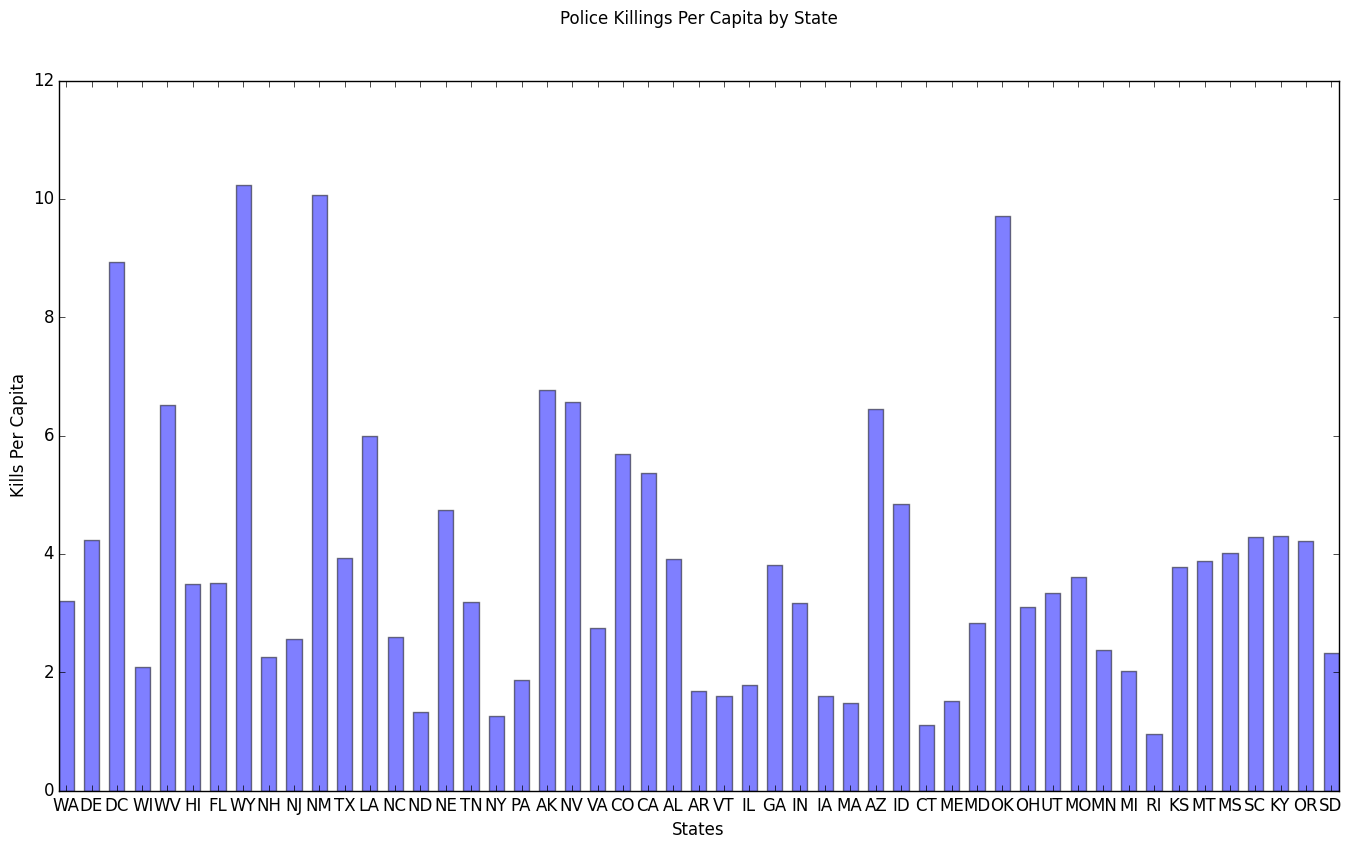 Police Killings Per Capita by State
12
10
8
6
4
2
0
Kills Per Capita
WA DE DC WI WV HI FL WY NH NJ NM TX LA NC ND NE TN NY PA AK NV VA CO CA AL AR VT IL GA IN IA MA AZ ID CT ME MD OK OH UT MO MN MI RI KS MT MS SC KY OR SD
States